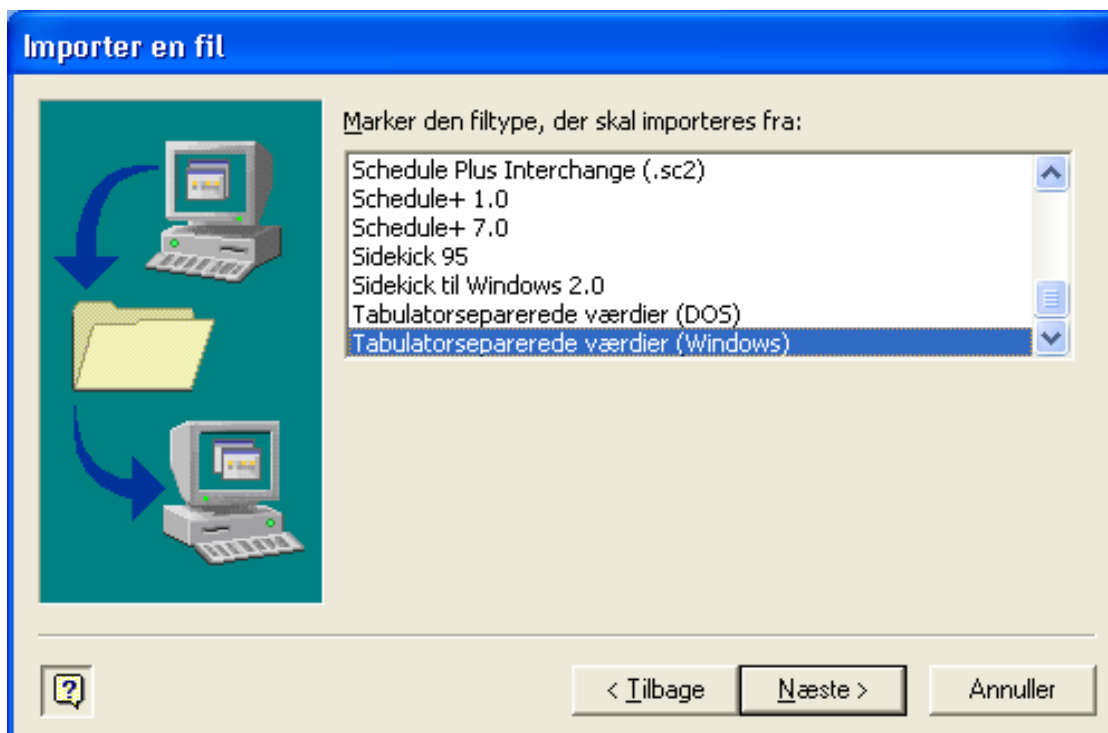 Importer en fil
Marker den filtype, der skal importeres fra:
Schedule Plus Interchange (.sc2)
Schedule+ 1.0
Schedule+ 7.0
Sidekick 95
Sidekick til Windows 2.0
Tabulatorseparerede værdier (DOS)
Tabulatorseparerede værdier (Windows)
?
< Tilbage
Næste >
Annuller